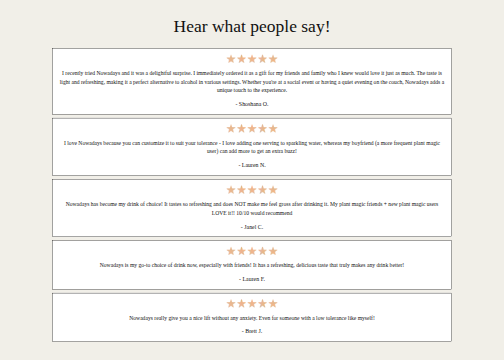 Hear what people say!
I recently tried Nowadays and it was a delightful surprise. I immediately ordered it as a gift for my friends and family who I knew would love it just as much. The taste is
light and refreshing, making it a perfect alternative to alcohol in various settings. Whether you're at a social event or having a quiet evening on the couch, Nowadays adds a
unique touch to the experience.
- Shoshana O.
I love Nowadays because you can customize it to suit your tolerance - I love adding one serving to sparkling water, whereas my boyfriend (a more frequent plant magic
user) can add more to get an extra buzz!
- Lauren N.
Nowadays has become my drink of choice! It tastes so refreshing and does NOT make me feel gross after drinking it. My plant magic friends + new plant magic users
LOVE it!! 10/10 would recommend
- Janel C.
Nowadays is my go-to choice of drink now, especially with friends! It has a refreshing, delicious taste that truly makes any drink better!
- Lauren F.
Nowadays really give you a nice lift without any anxiety. Even for someone with a low tolerance like myself!
- Brett J.